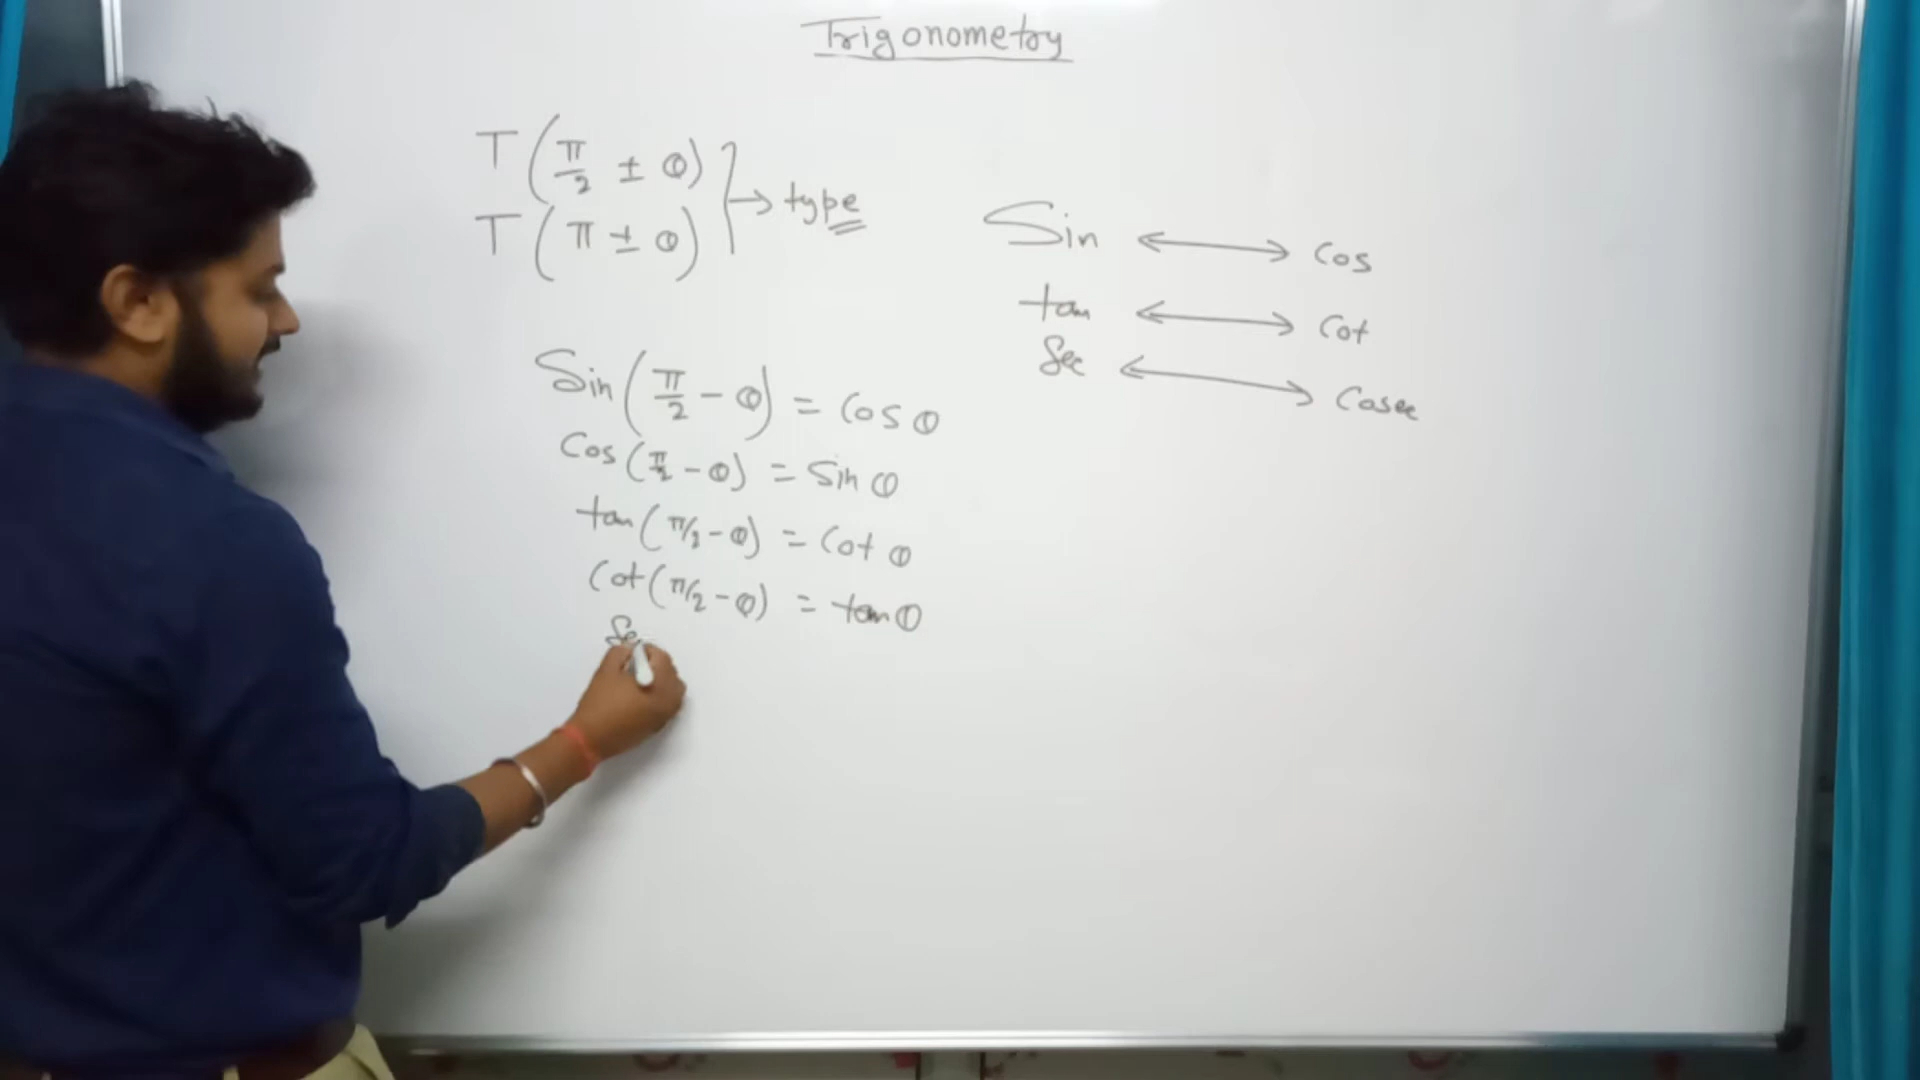 Trigonometry
T(π/2 ± θ)
T(π ± θ) } → type
Sin ↔ Cos
tan ↔ Cot
Sec ↔ Cosec
Sin(π/2 - θ) = Cos θ
Cos(π/2 - θ) = Sin θ
tan(π/2 - θ) = Cot θ
Cot(π/2 - θ) = tan θ
Se